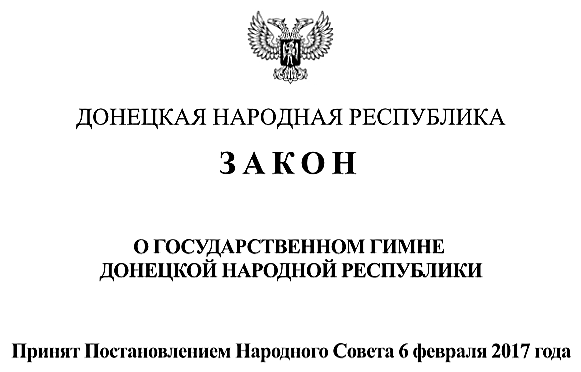 ДОНЕЦКАЯ НАРОДНАЯ РЕСПУБЛИКА
ЗАКОН
О ГОСУДАРСТВЕННОМ ГИМНЕ
ДОНЕЦКОЙ НАРОДНОЙ РЕСПУБЛИКИ
Принят Постановлением Народного Совета 6 февраля 2017 года